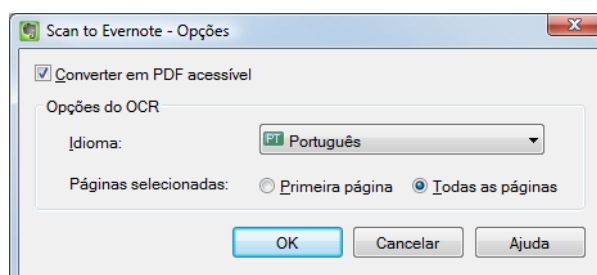 Scan to Evernote - Opções
Converter em PDF acessível
Opções do OCR
Idioma: PT Português
Páginas selecionadas: Primeira página Todas as páginas
OK Cancelar Ajuda